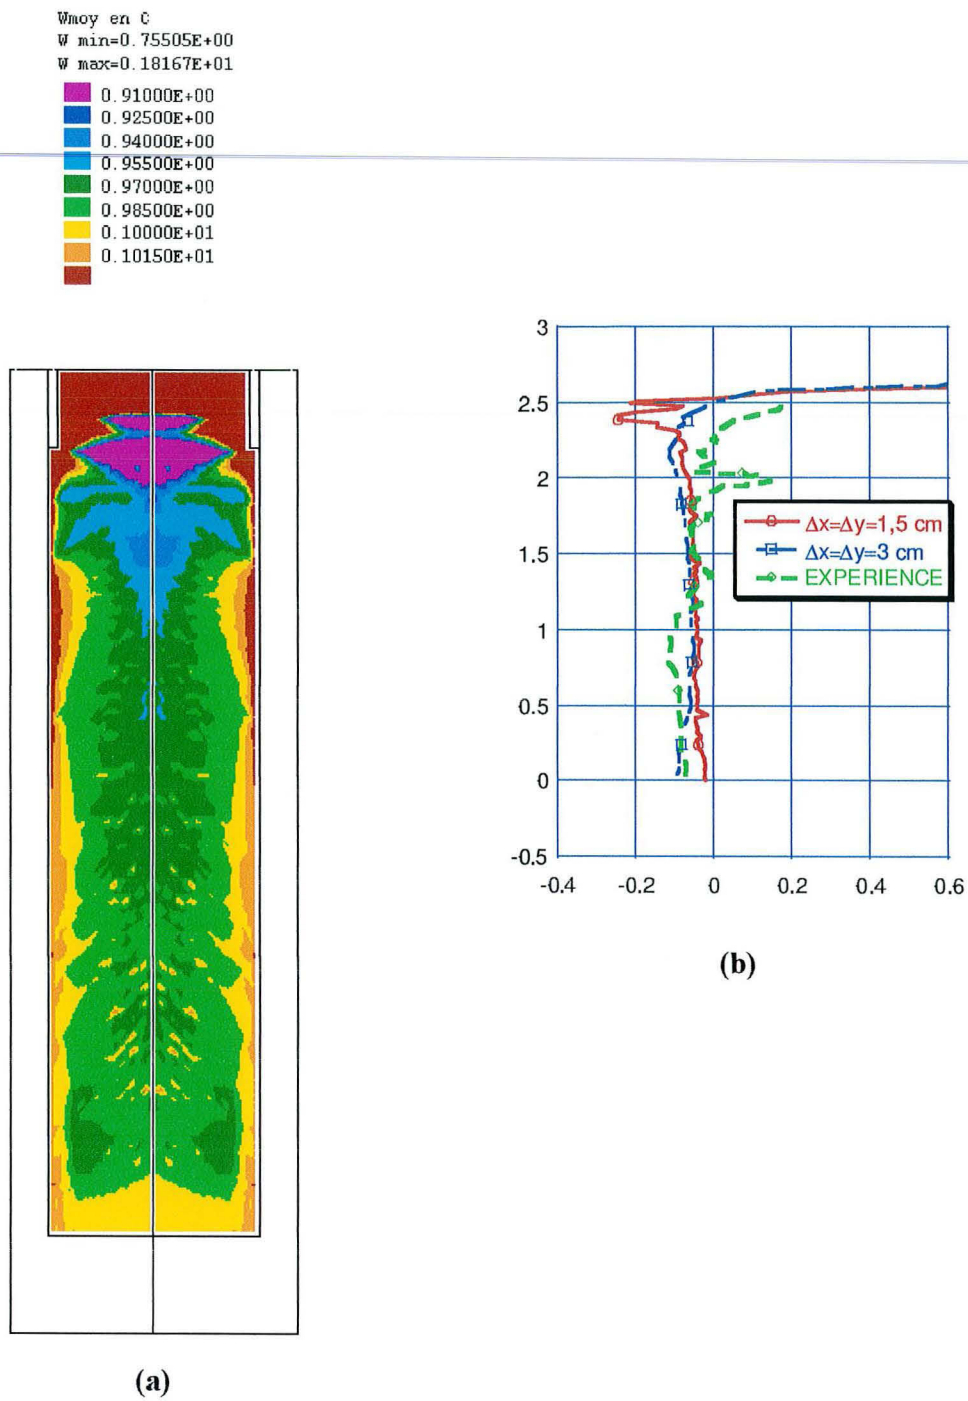 Wmoy en C
W min=0.75505E+00
W max=0.18167E+01
0.91000E+00
0.92500E+00
0.94000E+00
0.95500E+00
0.97000E+00
0.98500E+00
0.10000E+01
0.10150E+01
3
2.5
2
1.5
1
0.5
0
-0.5
-0.4 -0.2 0 0.2 0.4 0.6
Δx=Δy=1,5 cm
Δx=Δy=3 cm
EXPERIENCE
(b)
(a)